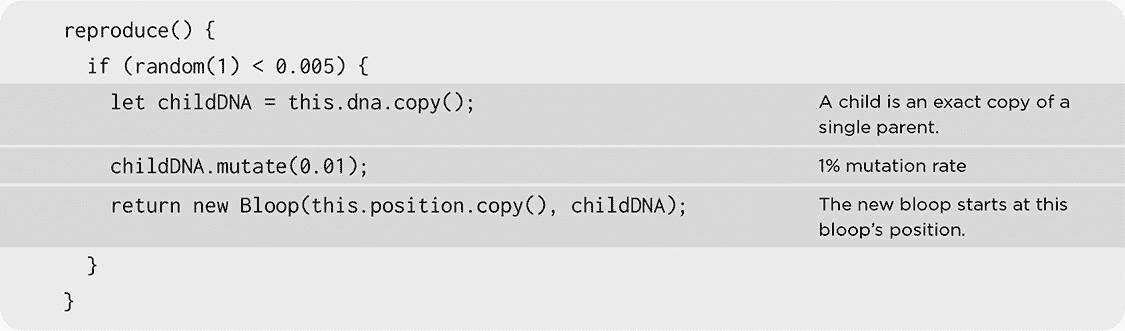 reproduce() {
if (random(1) < 0.005) {
let childDNA = this.dna.copy();
A child is an exact copy of a
single parent.
childDNA.mutate(0.01);
1% mutation rate
return new Bloop(this.position.copy(), childDNA);
The new bloop starts at this
bloop’s position.
}
}